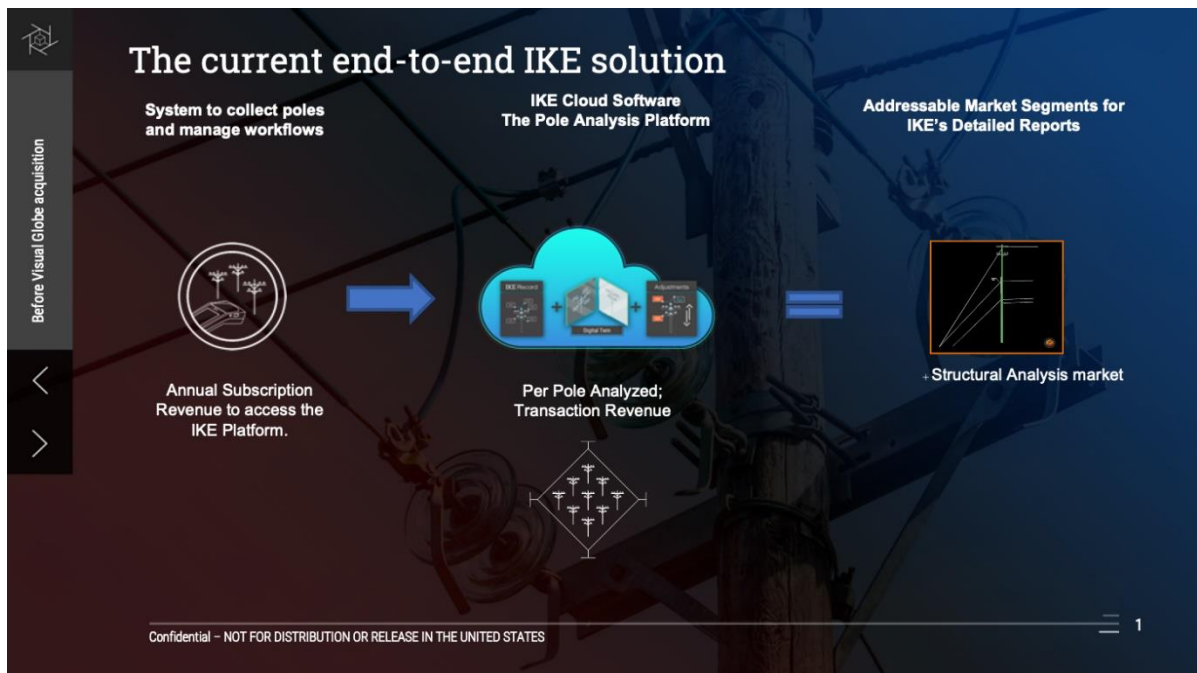 The current end-to-end IKE solution
Before Visual Globe acquisition
System to collect poles
and manage workflows
Annual Subscription
Revenue to access the
IKE Platform.
IKE Cloud Software
The Pole Analysis Platform
IKE Record
+
Digital Twin
+
Adjustments
Per Pole Analyzed;
Transaction Revenue
Addressable Market Segments for
IKE's Detailed Reports
+ Structural Analysis market
Confidential – NOT FOR DISTRIBUTION OR RELEASE IN THE UNITED STATES
1